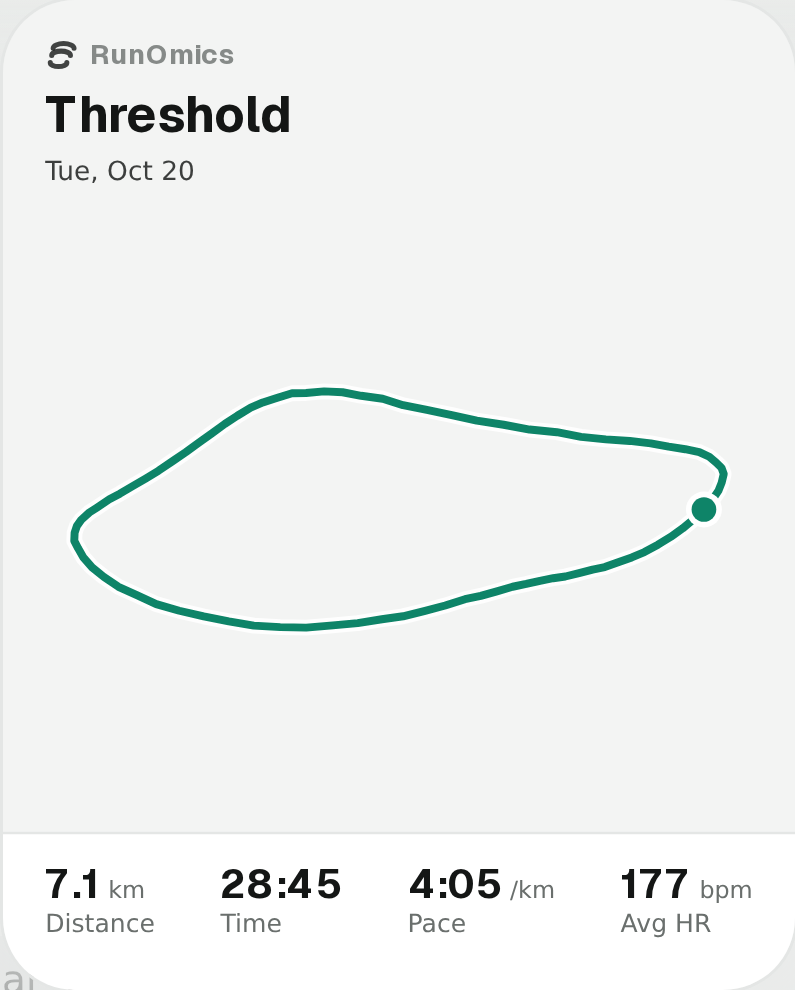 RunOmics
Threshold
Tue, Oct 20
7.1 km 28:45 4:05 /km 177 bpm
Distance Time Pace Avg HR